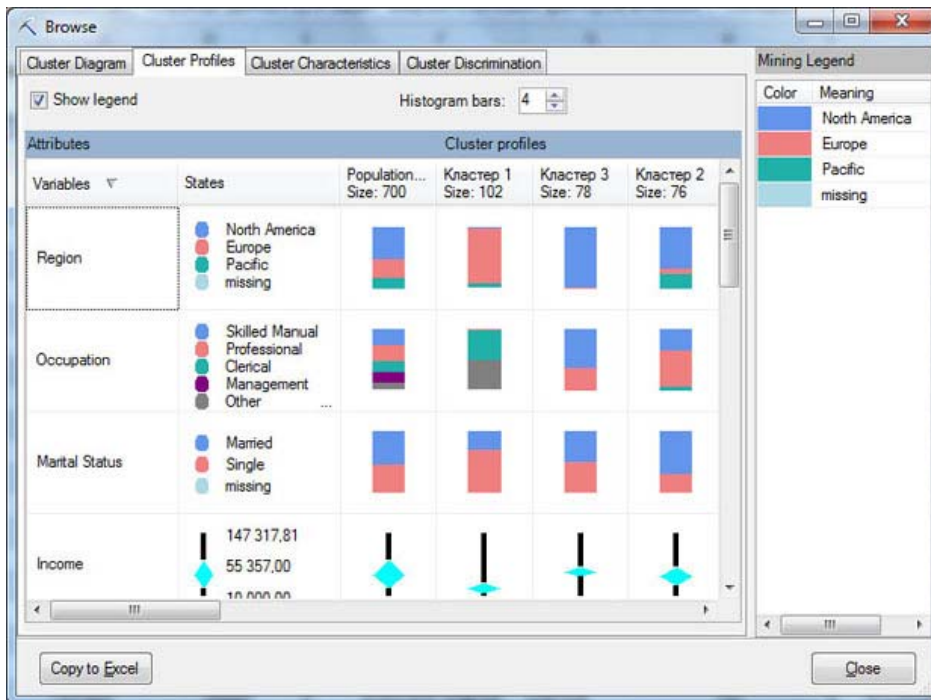 Browse
Cluster Diagram Cluster Profiles Cluster Characteristics Cluster Discrimination
Show legend
Histogram bars: 4
Attributes Cluster profiles
Variables States Population... Size: 700 Кластер 1 Size: 102 Кластер 3 Size: 78 Кластер 2 Size: 76
Region
North America
Europe
Pacific
missing
Occupation
Skilled Manual
Professional
Clerical
Management
Other ...
Marital Status
Married
Single
missing
Income
147 317,81
55 357,00
10 000,00
Mining Legend
Color Meaning
North America
Europe
Pacific
missing
Copy to Excel
Close